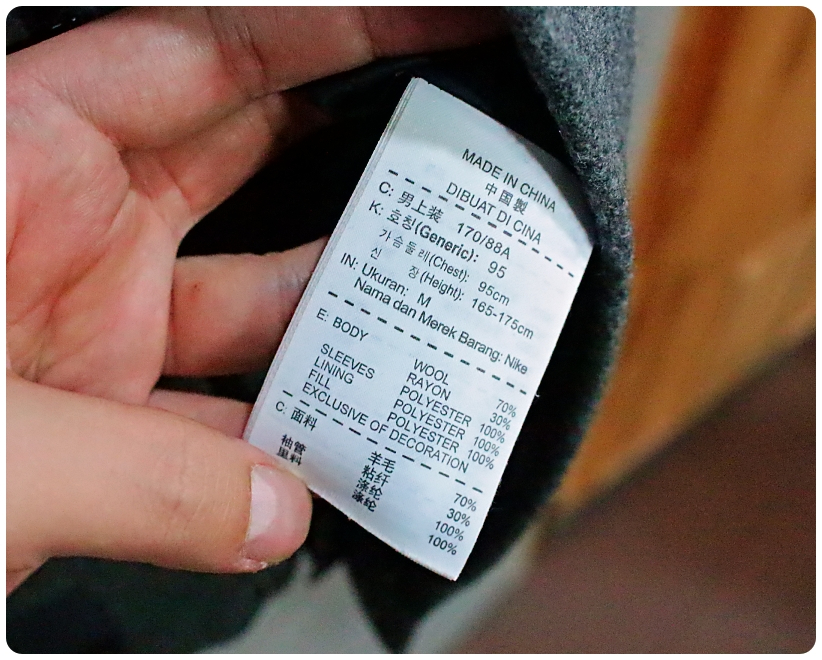 MADE IN CHINA
中国製
DIBUAT DI CINA
C: 男上装 170/88A
K: 호칭(Generic): 95
가슴둘레(Chest): 95cm
신 장(Height): 165-175cm
IN: Ukuran: M
Nama dan Merek Barang: Nike
E: BODY WOOL 70%
RAYON 30%
SLEEVES POLYESTER 100%
LINING POLYESTER 100%
FILL POLYESTER 100%
EXCLUSIVE OF DECORATION
C: 面料 羊毛 70%
粘纤 30%
袖管 涤纶 100%
里料 涤纶 100%